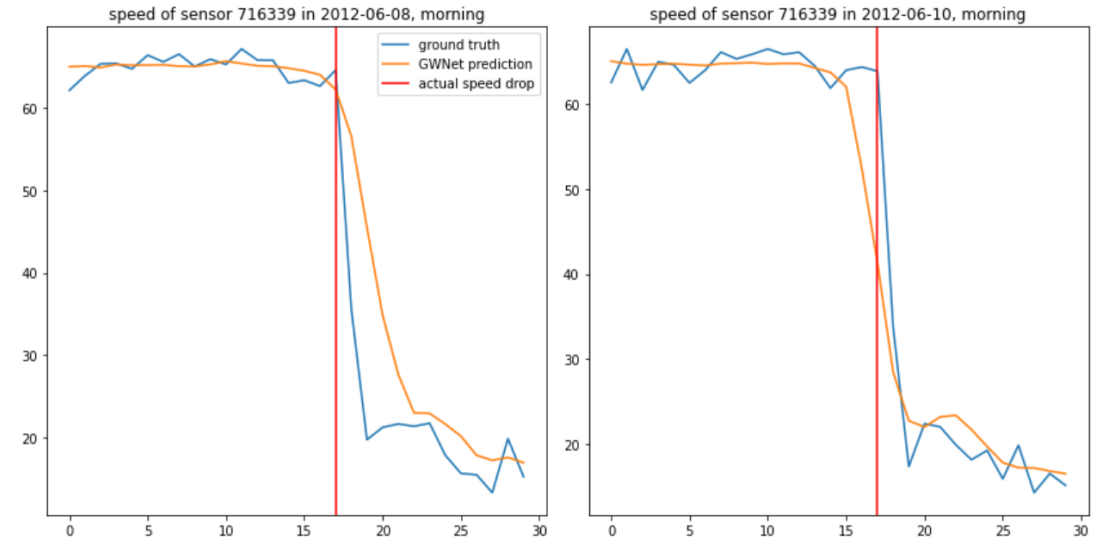 speed of sensor 716339 in 2012-06-08, morning
ground truth
GWNet prediction
actual speed drop
60
50
40
30
20
0 5 10 15 20 25 30
speed of sensor 716339 in 2012-06-10, morning
60
50
40
30
20
0 5 10 15 20 25 30